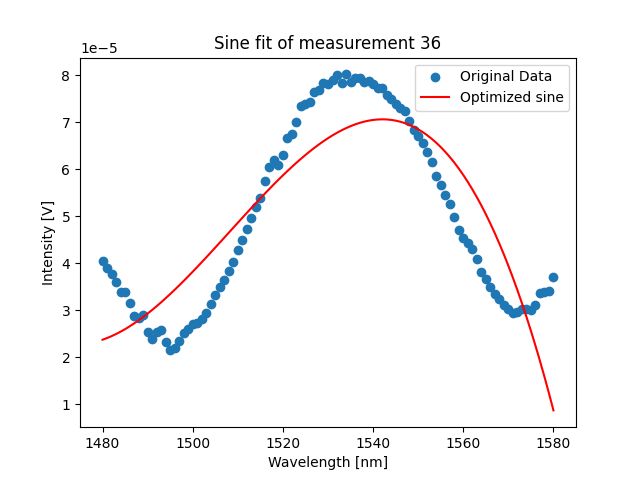 Sine fit of measurement 36
1e−5
Original Data
Optimized sine
8
7
6
5
4
3
2
1
Intensity [V]
1480
1500
1520
1540
1560
1580
Wavelength [nm]